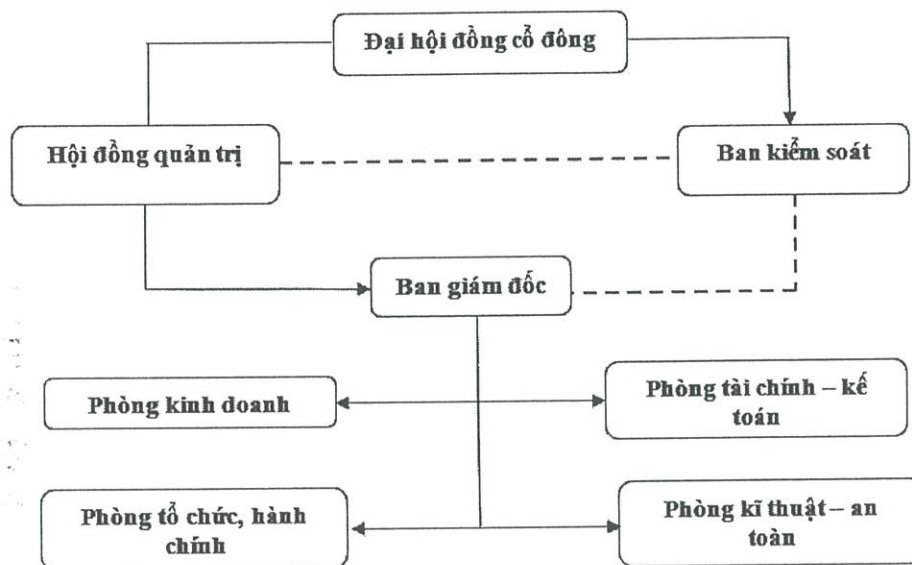 Đại hội đồng cổ đông
Hội đồng quản trị
Ban kiểm soát
Ban giám đốc
Phòng kinh doanh
Phòng tài chính – kế
toán
Phòng tổ chức, hành
chính
Phòng kĩ thuật – an
toàn